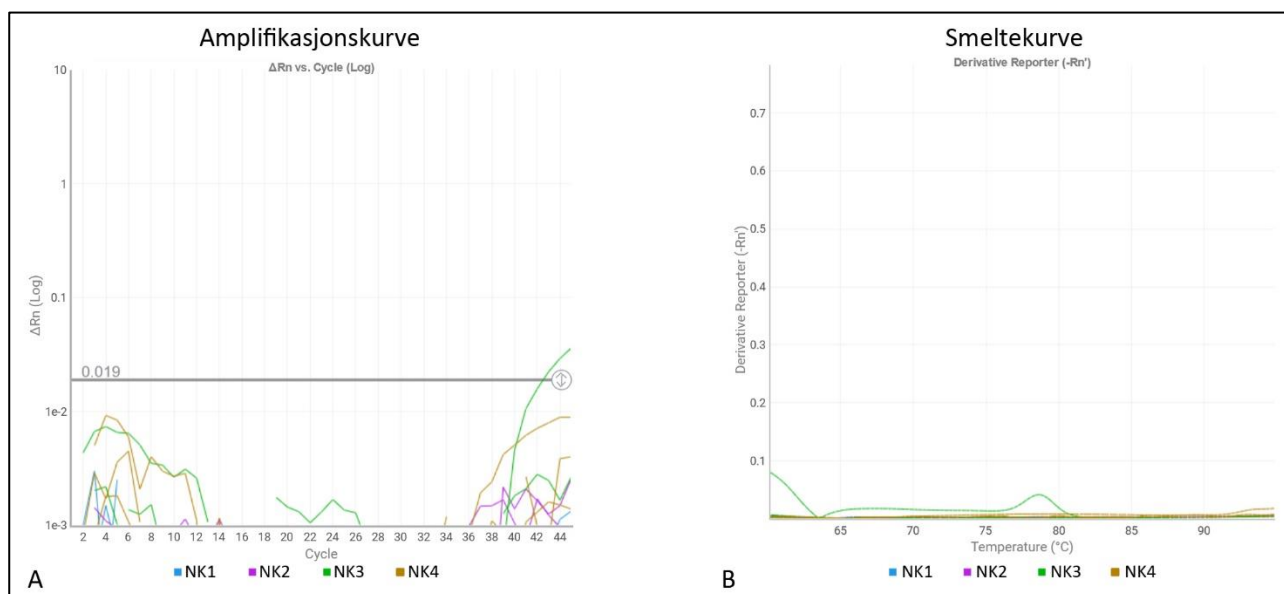 Amplifikasjonskurve
ΔRn vs. Cycle (Log)
10
1
0.1
0.019
1e-2
1e-3
ΔRn (Log)
2 4 6 8 10 12 14 16 18 20 22 24 26 28 30 32 34 36 38 40 42 44
Cycle
A
NK1 NK2 NK3 NK4
Smeltekurve
Derivative Reporter (-Rn')
0.7
0.6
0.5
0.4
0.3
0.2
0.1
Derivative Reporter (-Rn')
65 70 75 80 85 90
Temperature (°C)
B
NK1 NK2 NK3 NK4